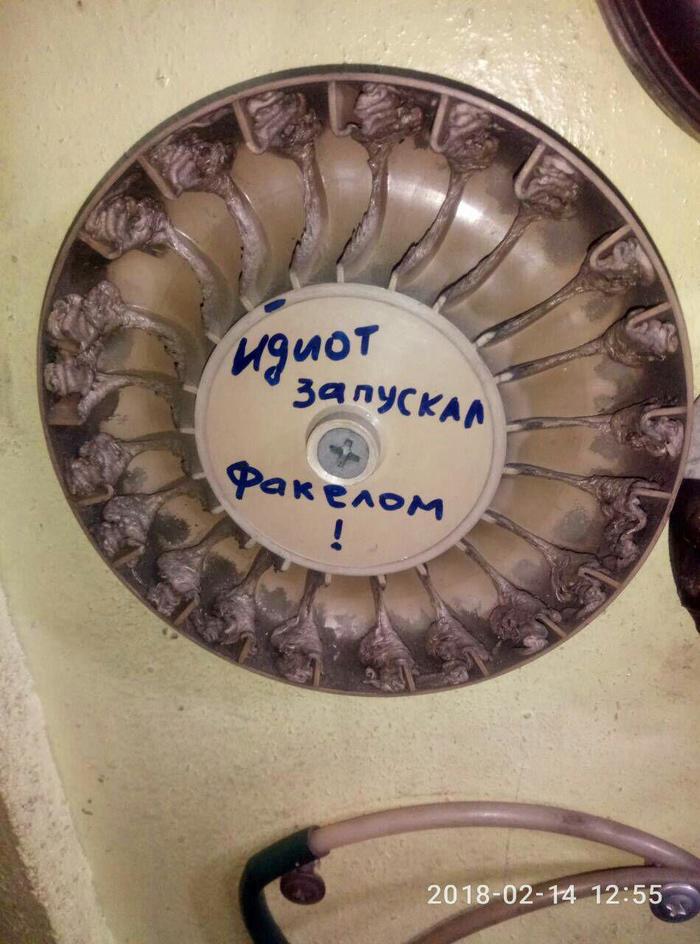 идиот
запускал
факелом
!
2018-02-14 12:55